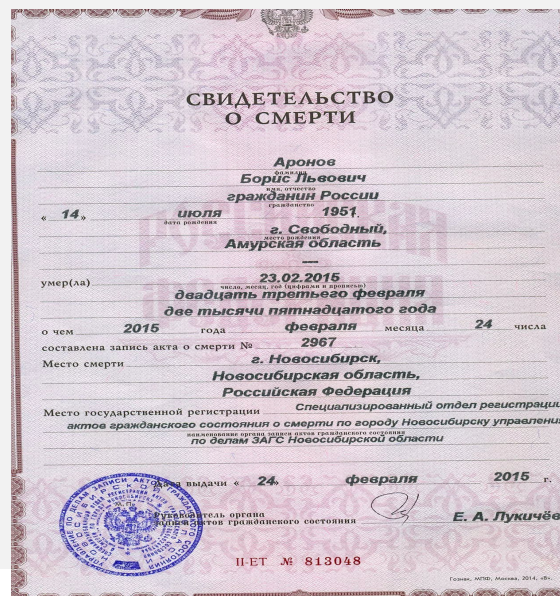 СВИДЕТЕЛЬСТВО
О СМЕРТИ
Аронов
фамилия
Борис Львович
имя, отчество
гражданин России
гражданство
« 14 » июля 1951
дата рождения
г. Свободный,
место рождения
Амурская область
—
умер(ла) 23.02.2015
число, месяц, год (цифрами и прописью)
двадцать третьего февраля
две тысячи пятнадцатого года
о чем 2015 года февраля месяца 24 числа
составлена запись акта о смерти № 2967
Место смерти г. Новосибирск,
Новосибирская область,
Российская Федерация
Место государственной регистрации Специализированный отдел регистрации
актов гражданского состояния о смерти по городу Новосибирску управления
наименование органа записи актов гражданского состояния
по делам ЗАГС Новосибирской области
Дата выдачи « 24 » февраля 2015 г.
М.П.
Руководитель органа
записи актов гражданского состояния Е. А. Лукичёв
II-ЕТ № 813048
Гознак, МПФ, Москва, 2014, «В».